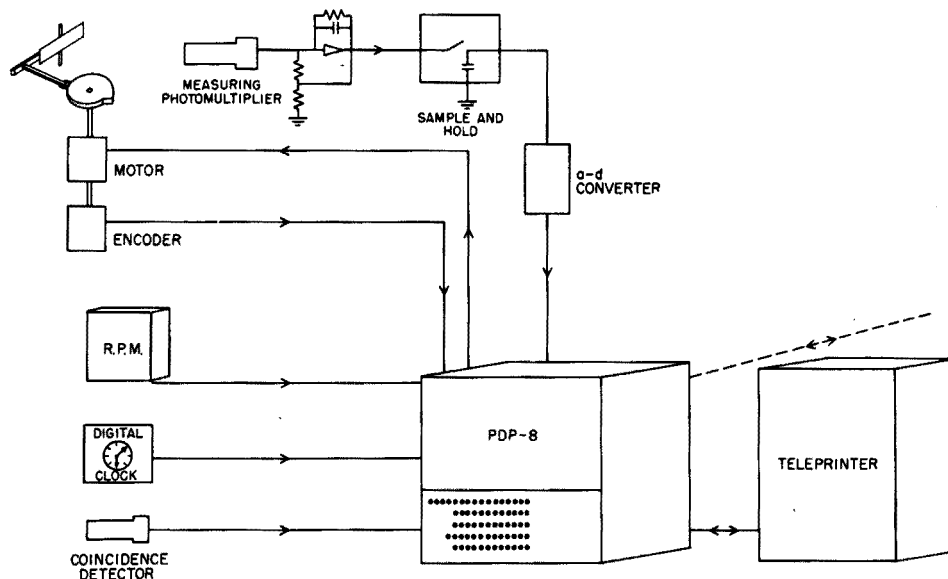 MEASURING
PHOTOMULTIPLIER
SAMPLE AND
HOLD
MOTOR
a-d
CONVERTER
ENCODER
R.P.M.
DIGITAL
CLOCK
PDP-8
TELEPRINTER
COINCIDENCE
DETECTOR